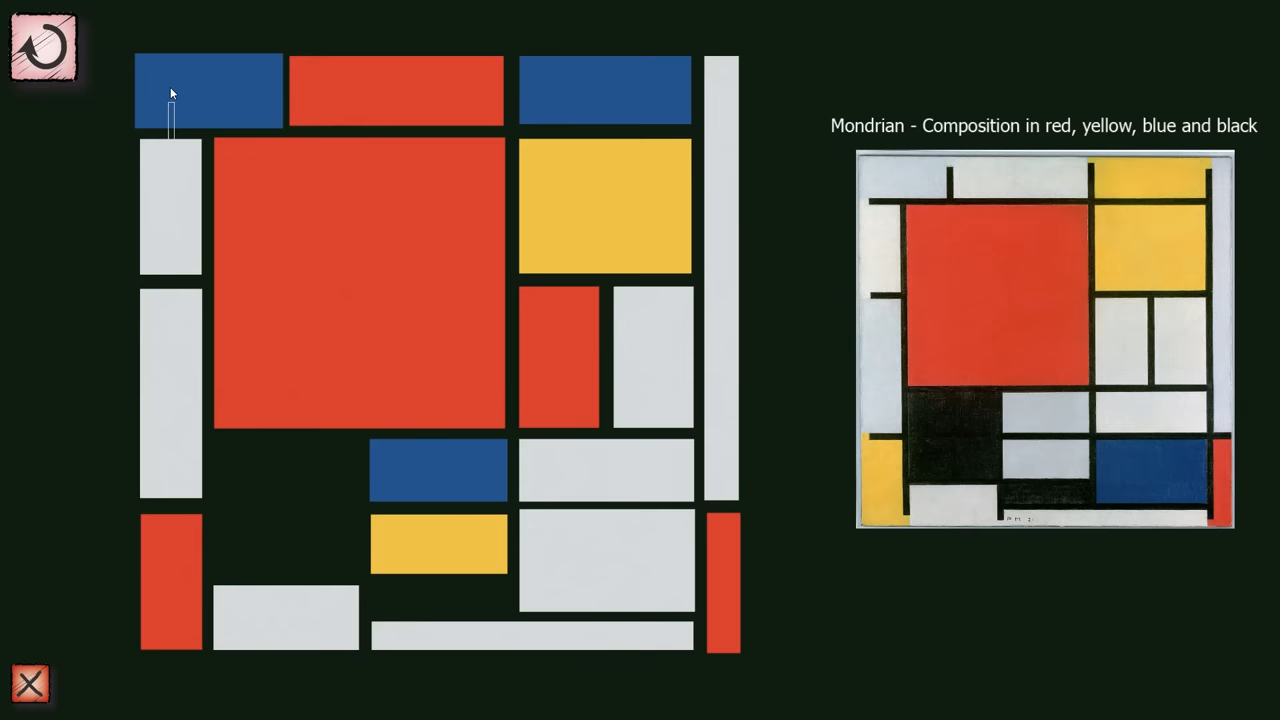 Mondrian - Composition in red, yellow, blue and black